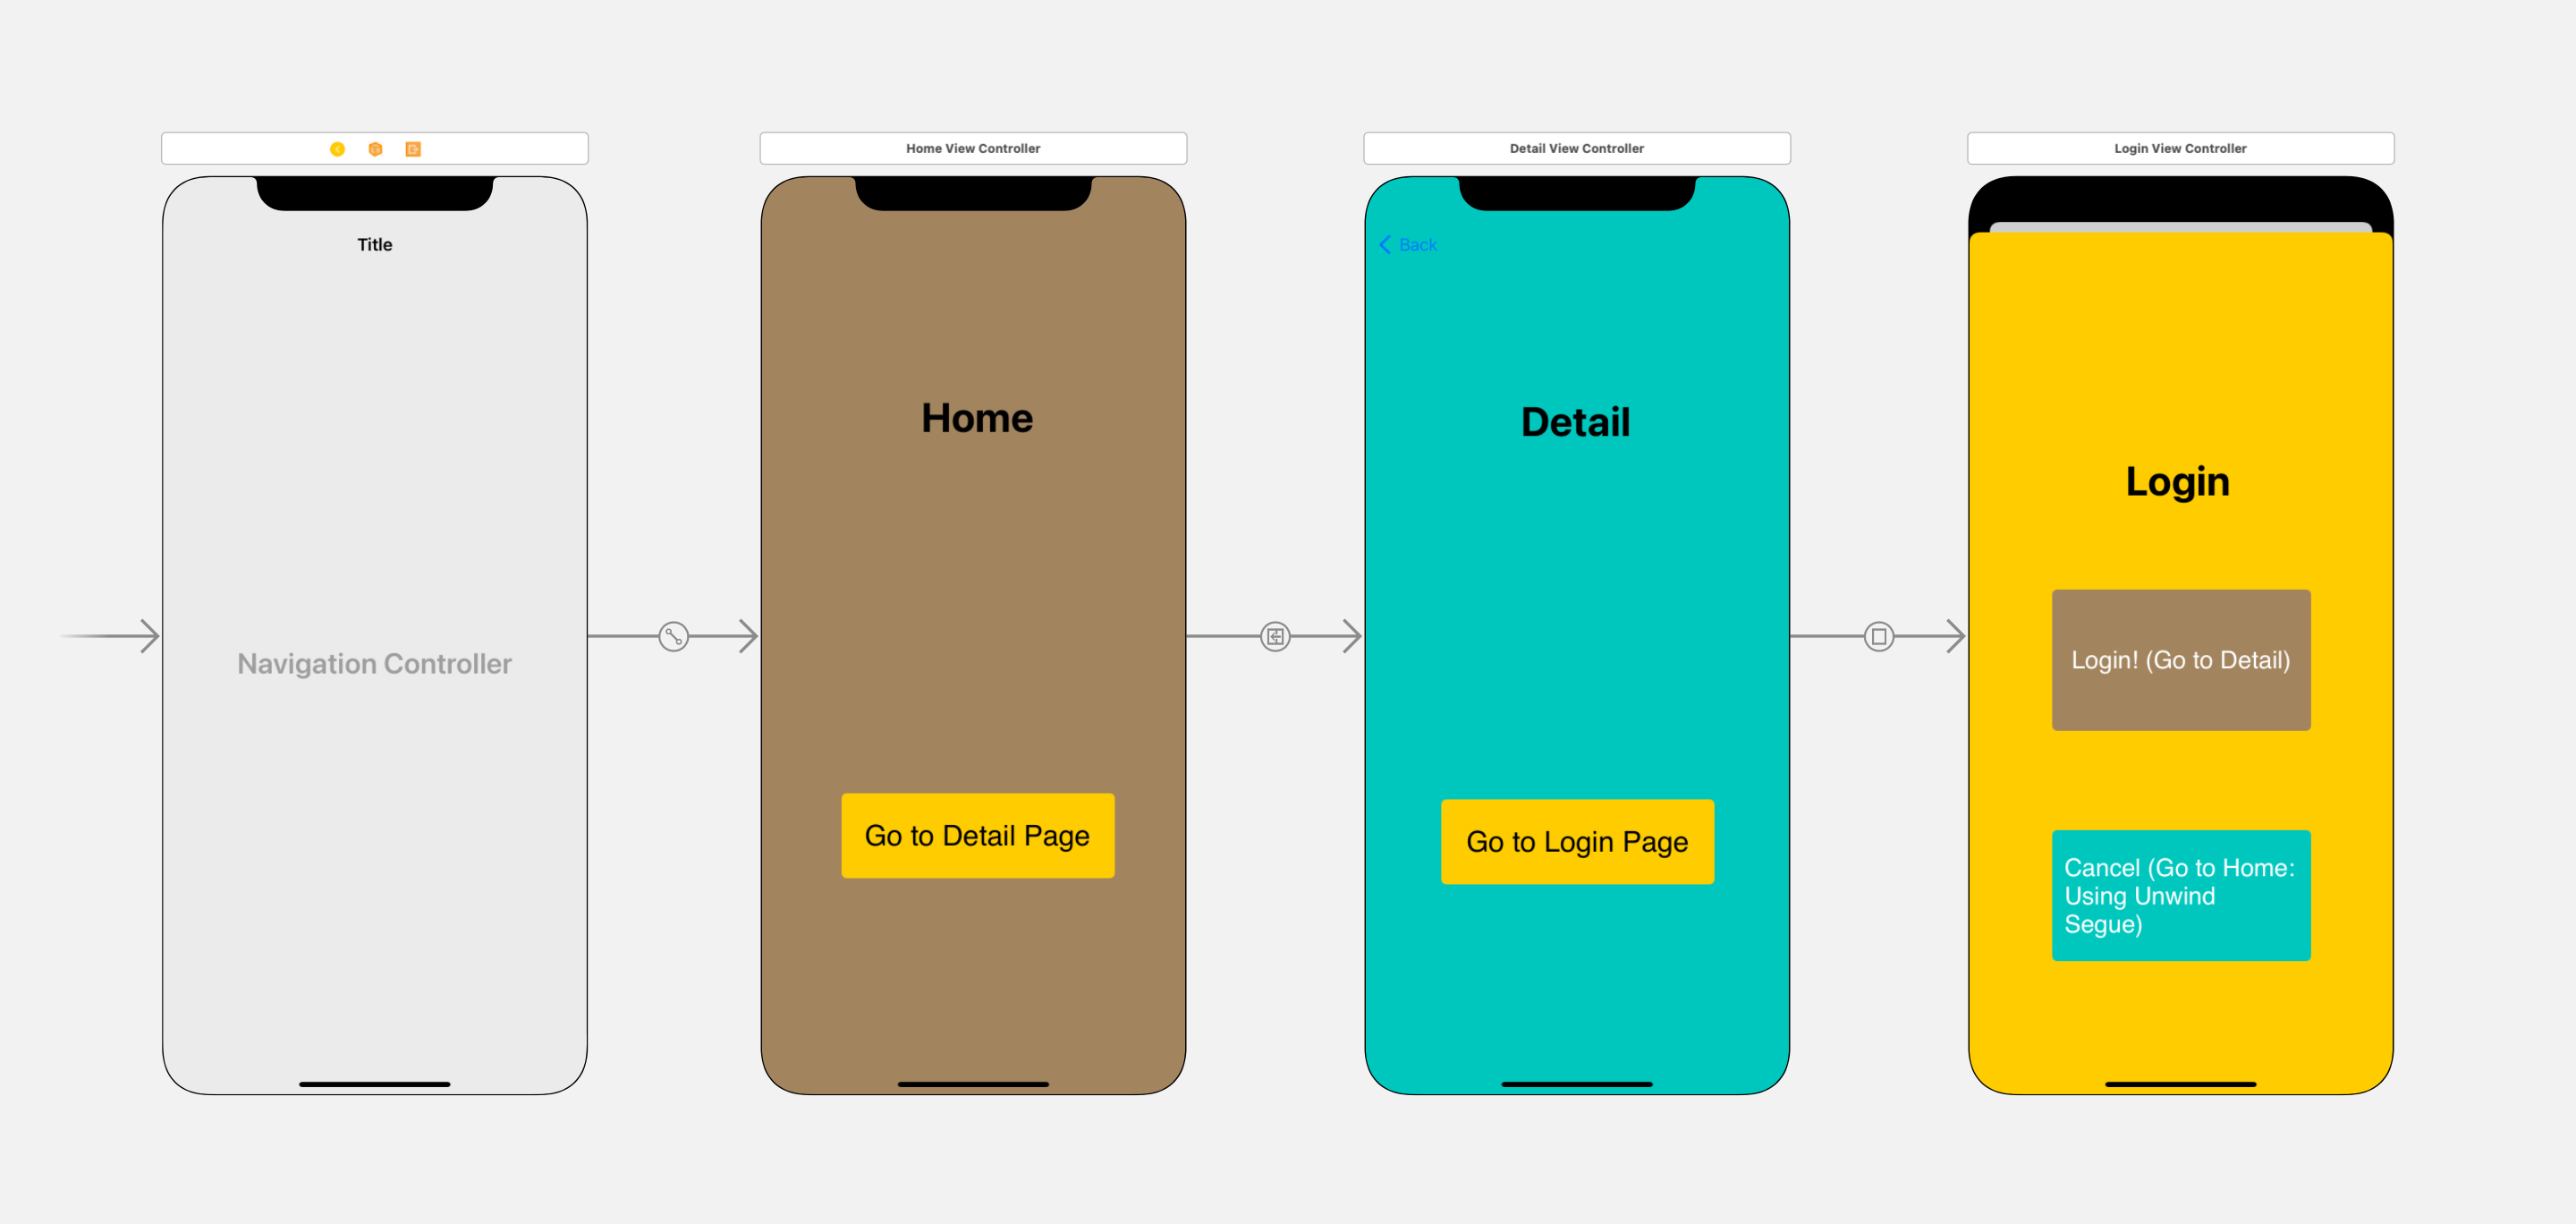 Home View Controller
Detail View Controller
Login View Controller
Title
Navigation Controller
Home
Go to Detail Page
Back
Detail
Go to Login Page
Login
Login! (Go to Detail)
Cancel (Go to Home:
Using Unwind
Segue)